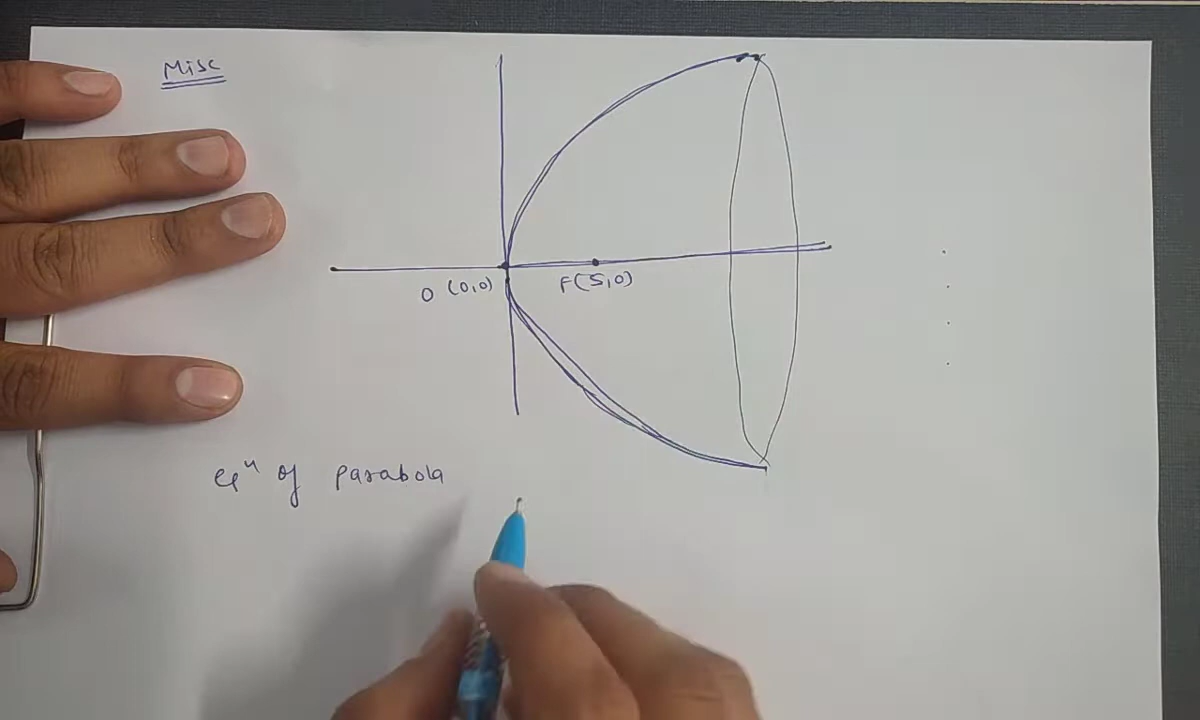 Misc
O (0,0) F(5,0)
eqⁿ of parabola